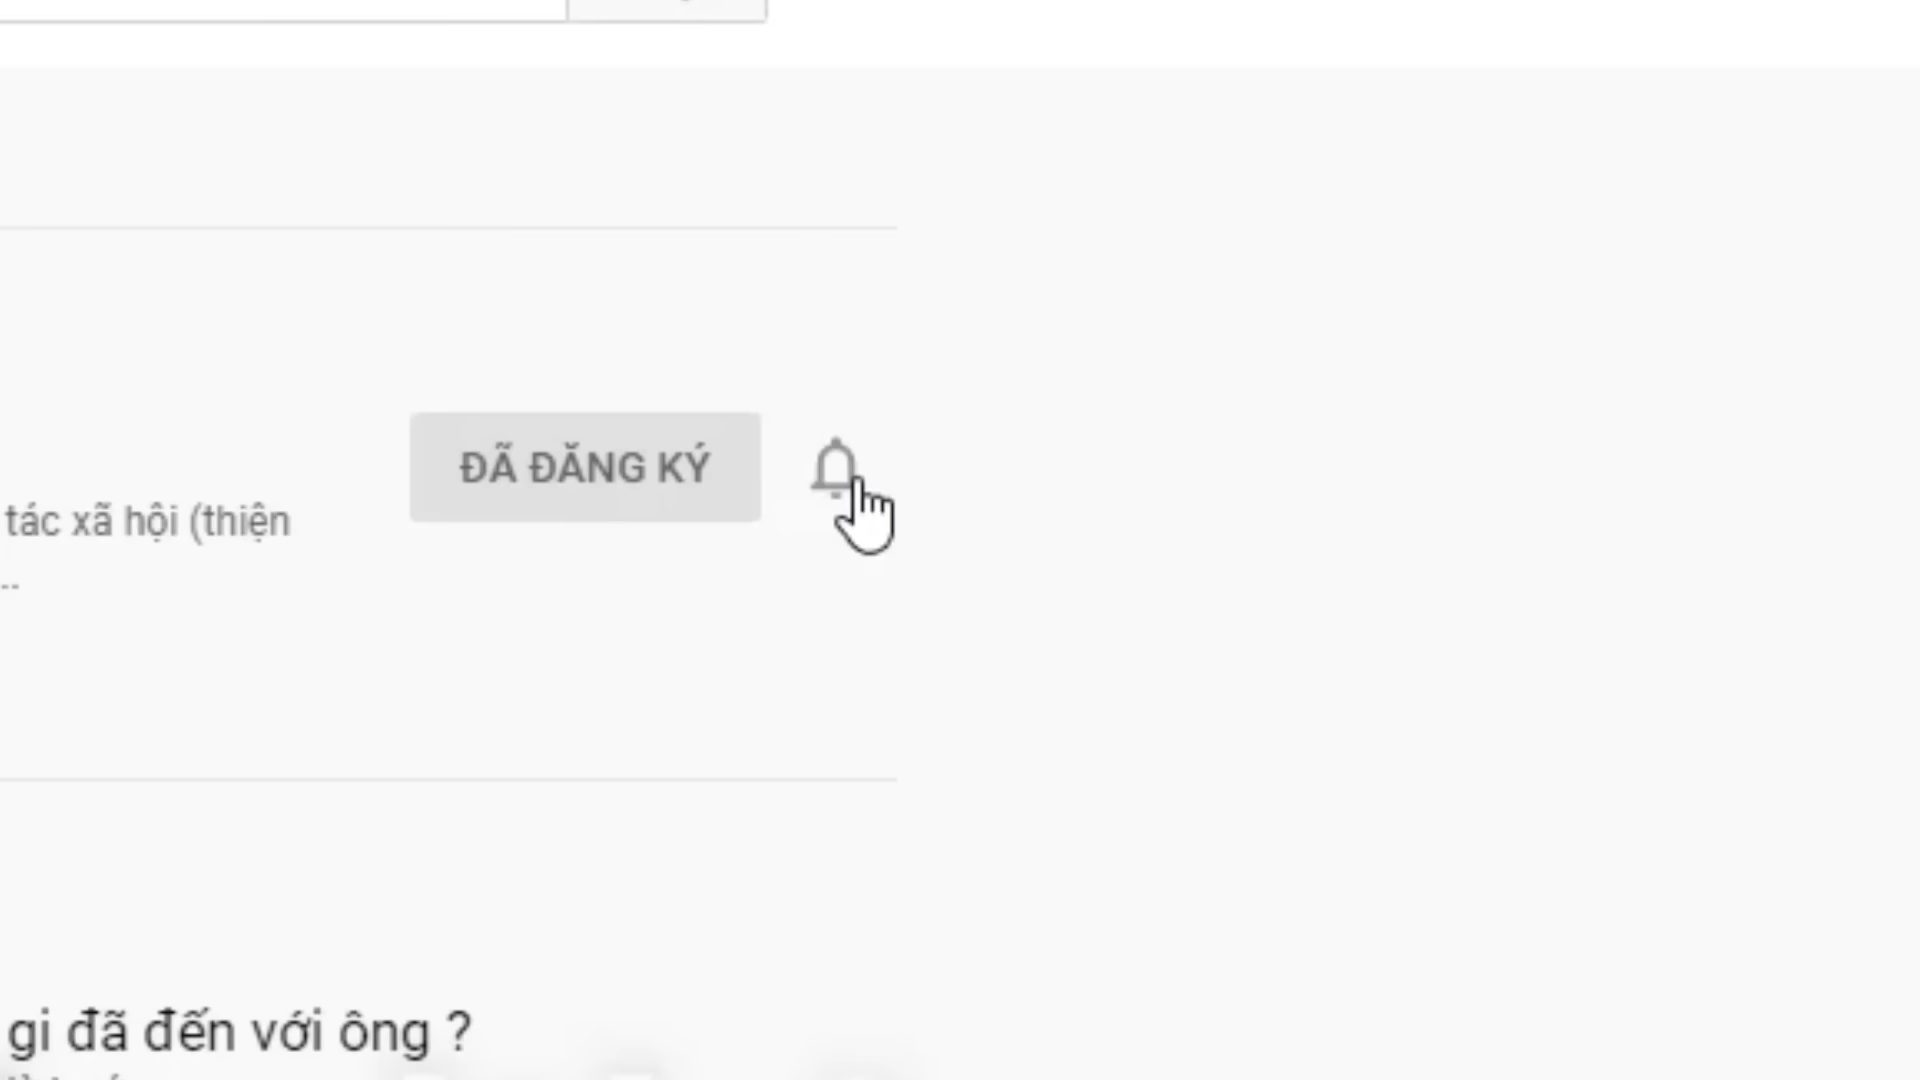 ĐÃ ĐĂNG KÝ
tác xã hội (thiện
--
gi đã đến với ông ?